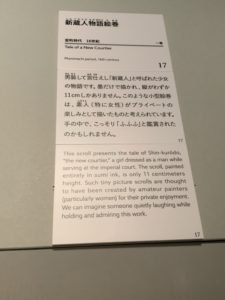 新蔵人物語絵巻
室町時代　16世紀　一巻
Tale of a New Courtier
Muromachi period, 16th century
17
男装して宮仕えし「新蔵人」と呼ばれた少女
の物語です。墨だけで描かれ、縦がわずか
11cmしかありません。このような小型絵巻
は、素人（特に女性）がプライベートの
楽しみとして描いたものと考えられています。
手の中で、こっそり「ふふふ」と鑑賞された
のかもしれません。
17
This scroll presents the tale of Shin-kurōdo,
"the new courtier," a girl dressed as a man while
serving at the imperial court. The scroll, painted
entirely in sumi ink, is only 11 centimeters
height. Such tiny picture scrolls are thought
to have been created by amateur painters
(particularly women) for their private enjoyment.
We can imagine someone quietly laughing while
holding and admiring this work.
17